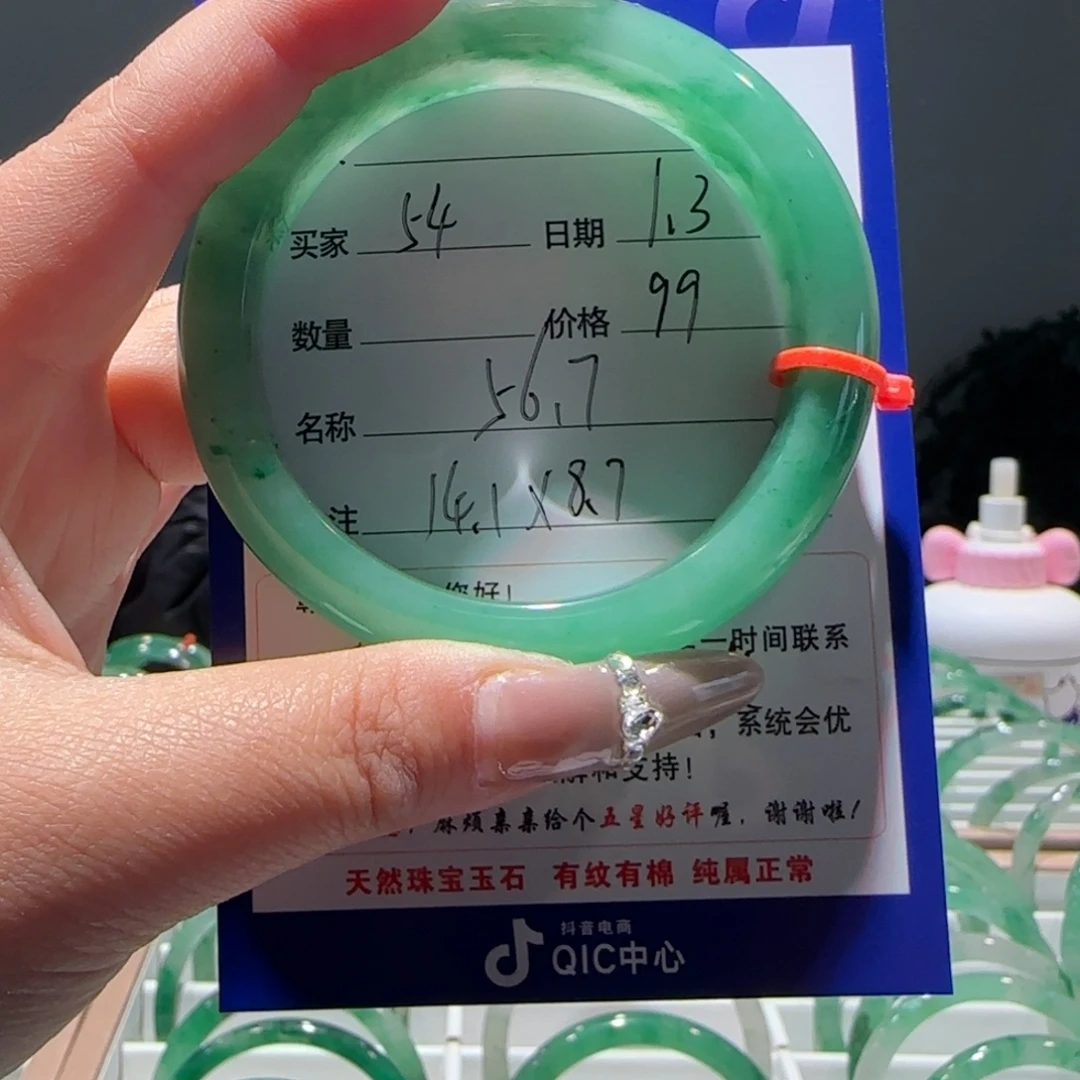 买家 54 日期 1.3
数量 价格 99
名称 56.7
注 14.1X8.7
您好!
一时间联系
,系统会优
解和支持!
,麻烦亲亲给个五星好评喔,谢谢啦!
天然珠宝玉石 有纹有棉 纯属正常
抖音电商
QIC中心